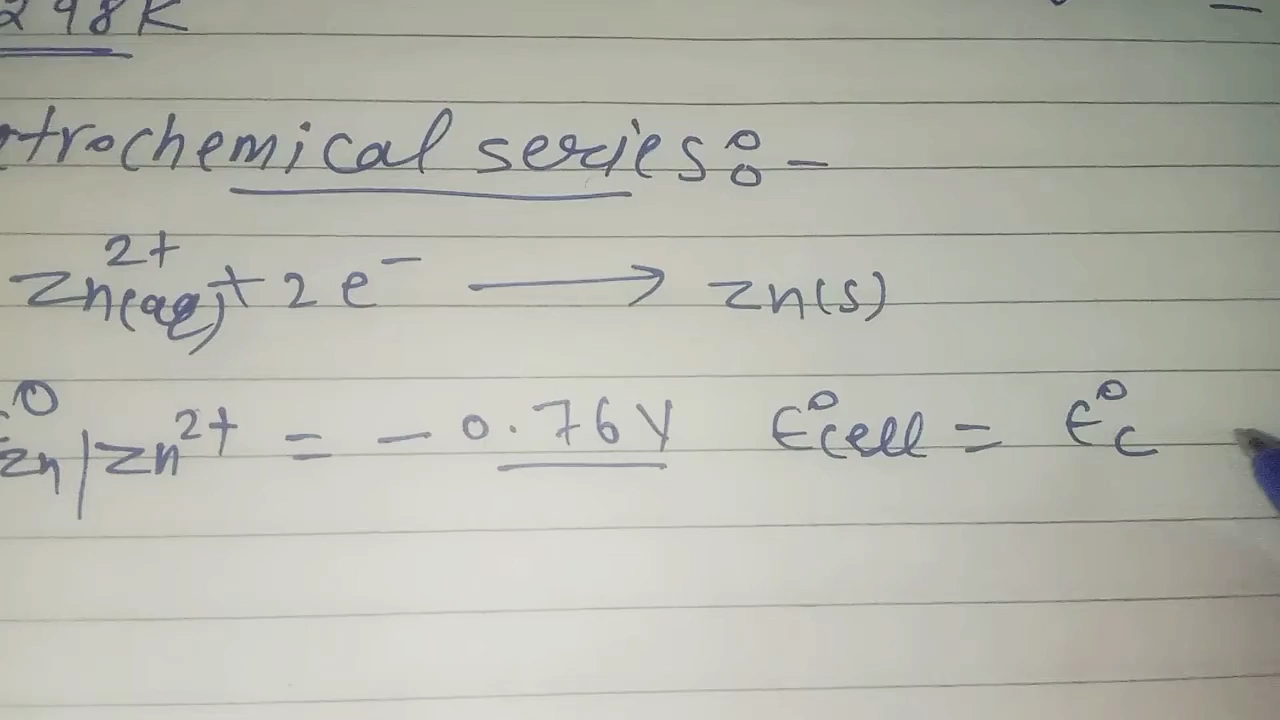 298K
trochemical series:-
Zn²⁺(aq) + 2e⁻ ⟶ Zn(s)
Zn|Zn²⁺ = -0.76V E°cell = E°c